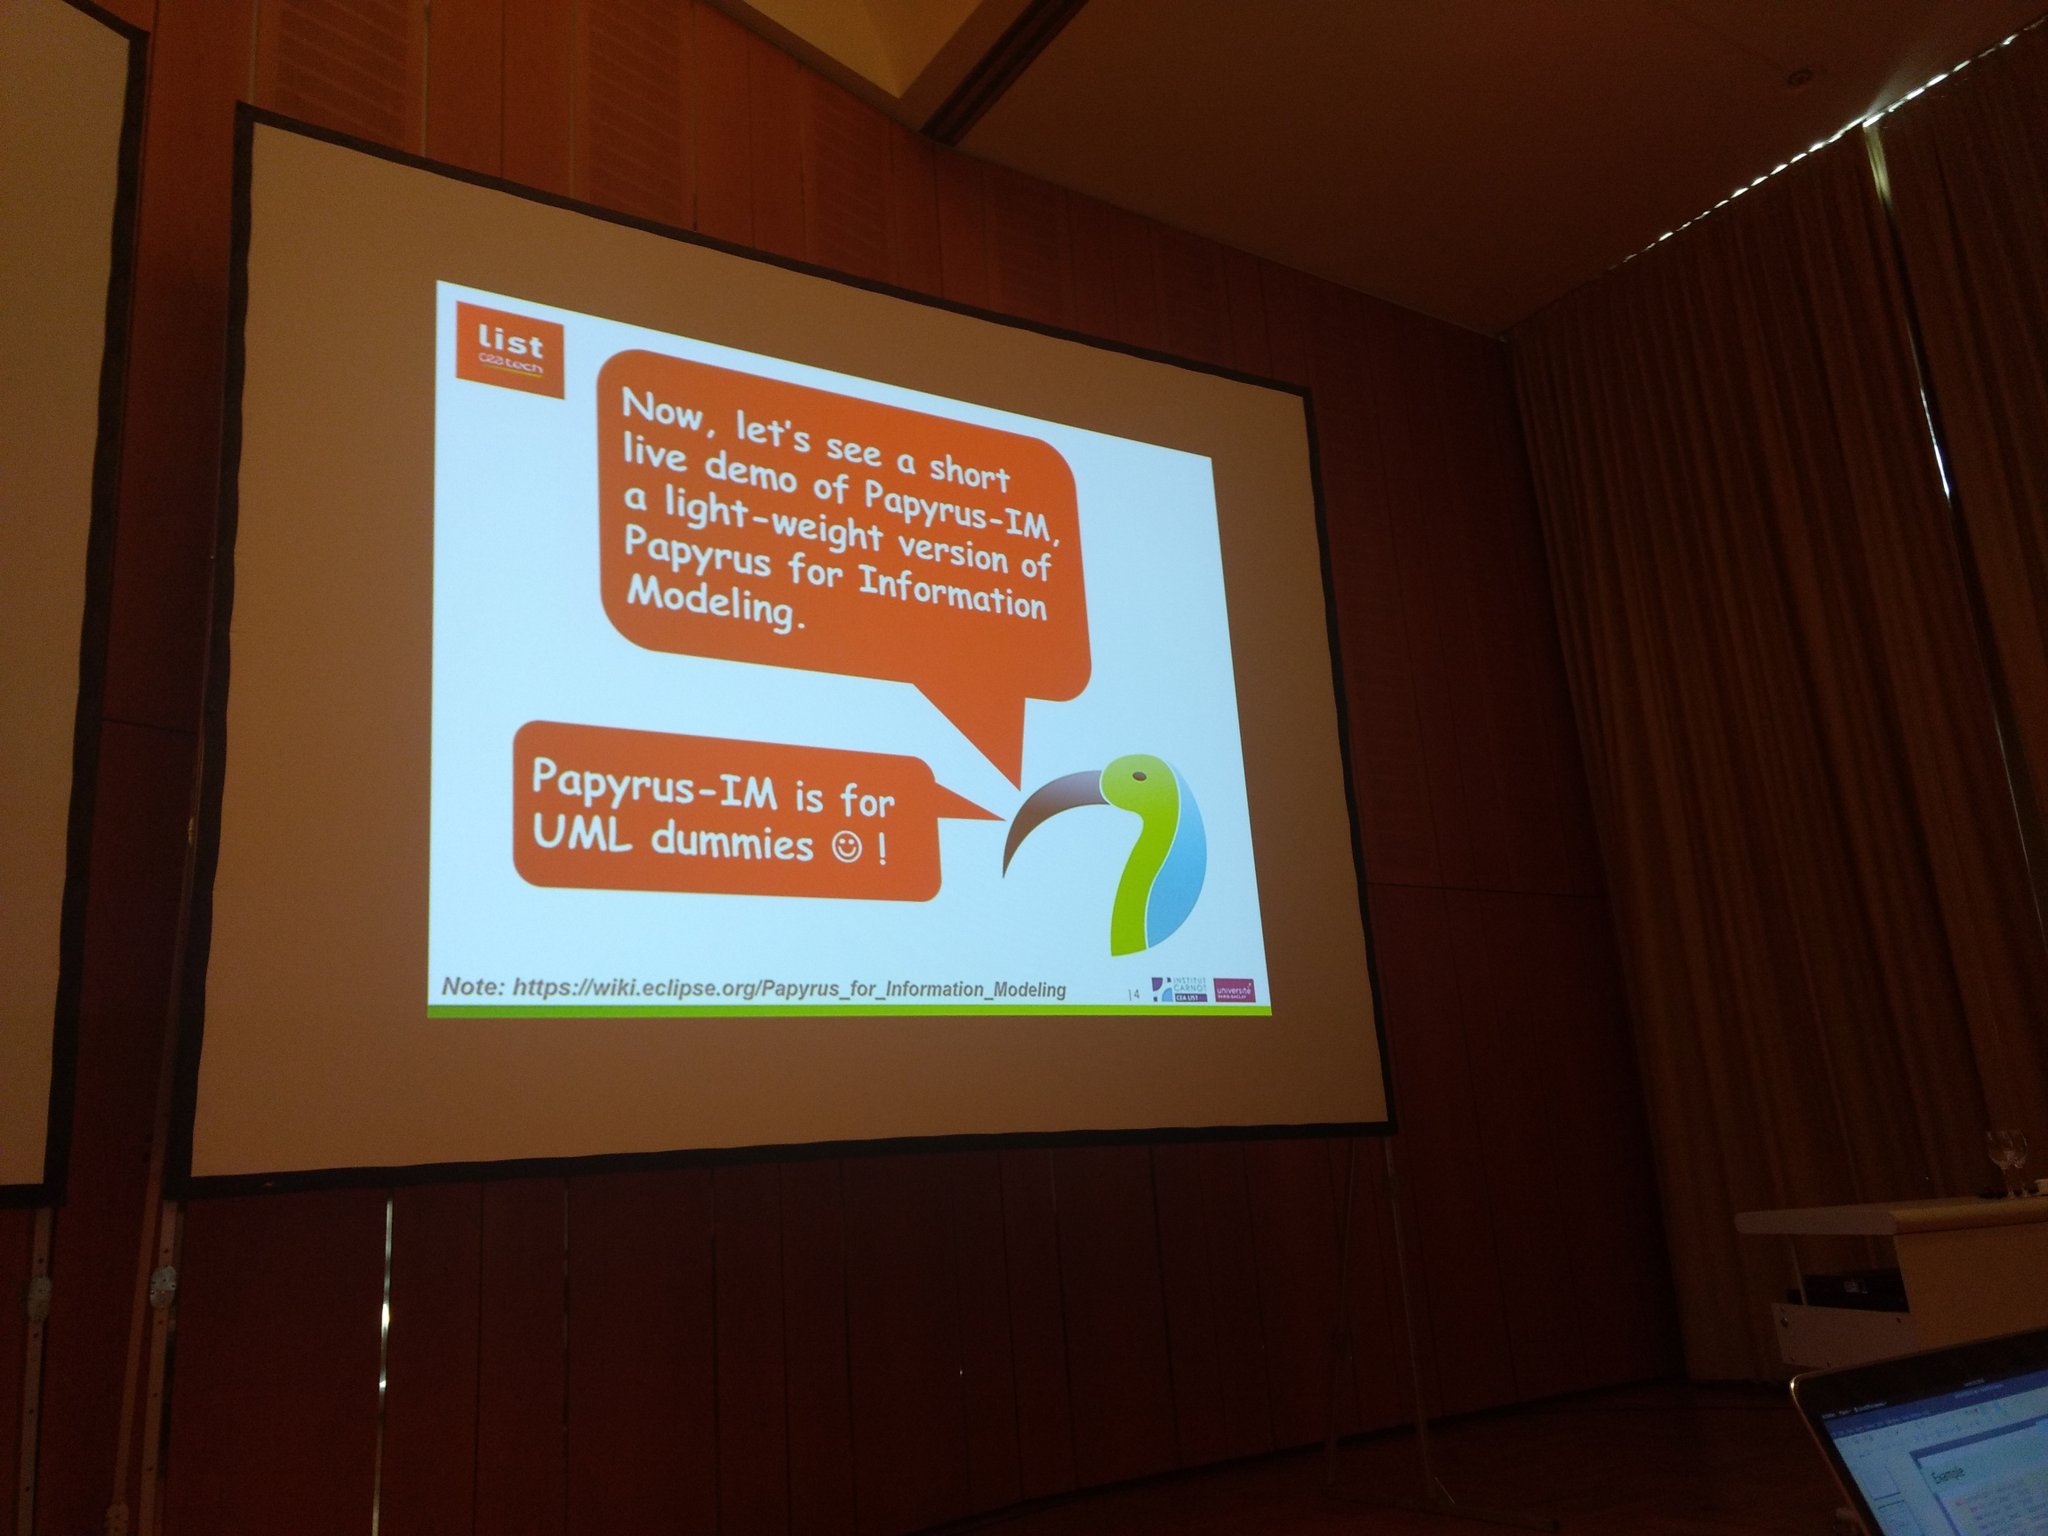 list
cea tech
Now, let's see a short
live demo of Papyrus-IM,
a light-weight version of
Papyrus for Information
Modeling.
Papyrus-IM is for
UML dummies ☺ !
Note: https://wiki.eclipse.org/Papyrus_for_Information_Modeling
| 4
INSTITUT
CARNOT
CEA LIST
université
PARIS-SACLAY
Example